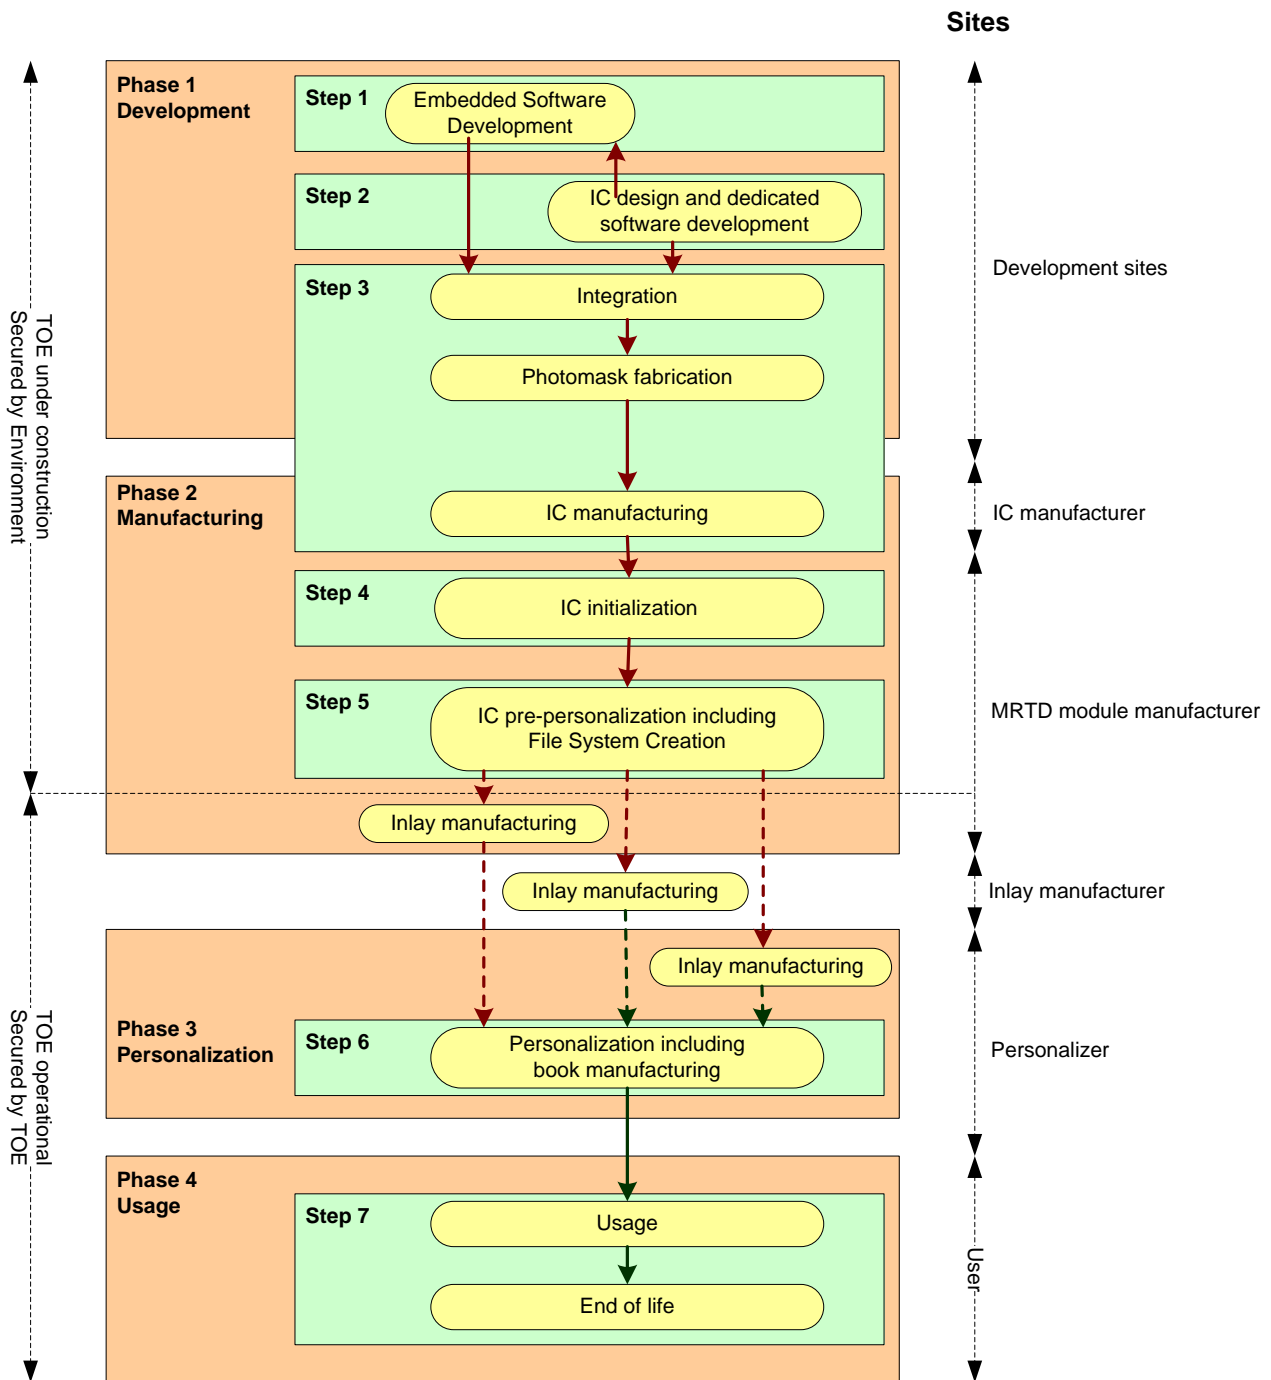 Sites
Phase 1
Development
Step 1
Embedded Software
Development
Step 2
IC design and dedicated
software development
Step 3
Integration
Photomask fabrication
Development sites
TOE under construction
Secured by Environment
Phase 2
Manufacturing
IC manufacturing
IC manufacturer
Step 4
IC initialization
Step 5
IC pre-personalization including
File System Creation
MRTD module manufacturer
Inlay manufacturing
Inlay manufacturing
Inlay manufacturer
Inlay manufacturing
Phase 3
Personalization
Step 6
Personalization including
book manufacturing
Personalizer
TOE operational
Secured by TOE
Phase 4
Usage
Step 7
Usage
End of life
User